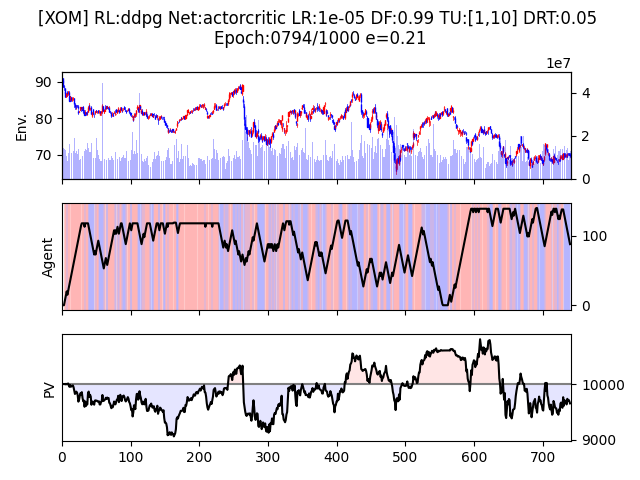 [XOM] RL:ddpg Net:actorcritic LR:1e-05 DF:0.99 TU:[1,10] DRT:0.05
Epoch:0794/1000 e=0.21
1e7
90
80
70
Env.
4
2
0
Agent
100
0
PV
10000
9000
0 100 200 300 400 500 600 700